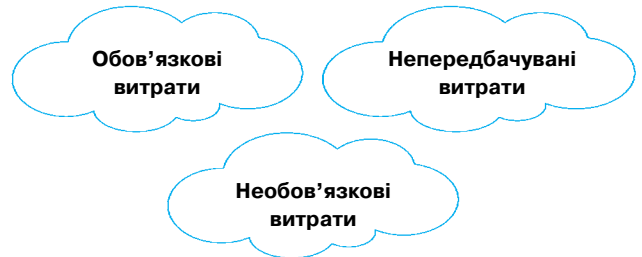 Обов’язкові
витрати
Непередбачувані
витрати
Необов’язкові
витрати